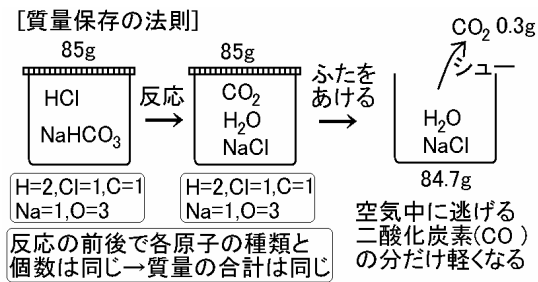 [質量保存の法則]
85g
HCl
NaHCO₃
H=2,Cl=1,C=1
Na=1,O=3
反応
85g
CO₂
H₂O
NaCl
H=2,Cl=1,C=1
Na=1,O=3
ふたを
あける
CO₂ 0.3g
シュー
H₂O
NaCl
84.7g
空気中に逃げる
二酸化炭素(CO )
の分だけ軽くなる
反応の前後で各原子の種類と
個数は同じ→質量の合計は同じ